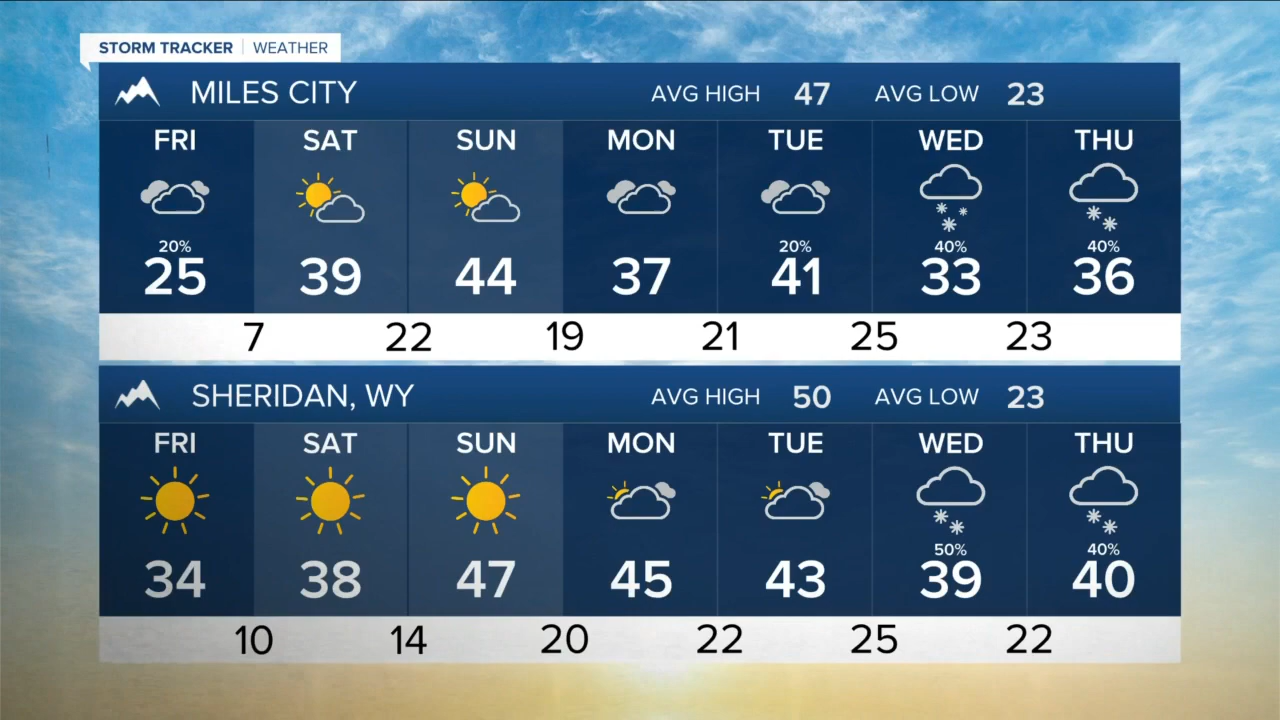 STORM TRACKER | WEATHER
MILES CITY AVG HIGH 47 AVG LOW 23
FRI SAT SUN MON TUE WED THU
20% 20% 40% 40%
25 39 44 37 41 33 36
7 22 19 21 25 23
SHERIDAN, WY AVG HIGH 50 AVG LOW 23
FRI SAT SUN MON TUE WED THU
50% 40%
34 38 47 45 43 39 40
10 14 20 22 25 22